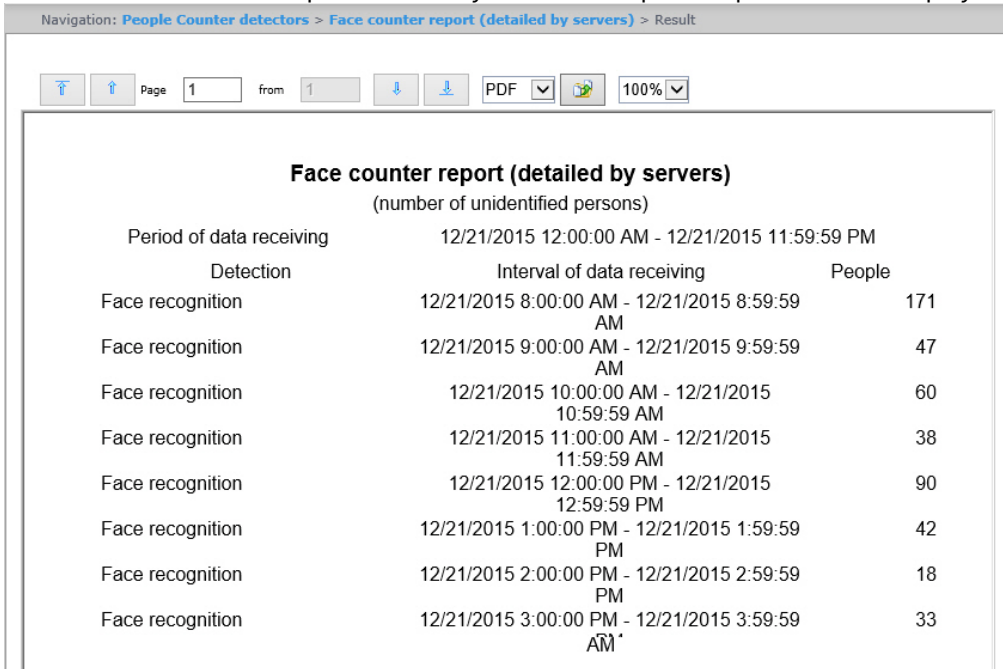 Navigation: People Counter detectors > Face counter report (detailed by servers) > Result
Page 1 from 1 PDF 100%
Face counter report (detailed by servers)
(number of unidentified persons)
Period of data receiving 12/21/2015 12:00:00 AM - 12/21/2015 11:59:59 PM
Detection Interval of data receiving People
Face recognition 12/21/2015 8:00:00 AM - 12/21/2015 8:59:59 171
AM
Face recognition 12/21/2015 9:00:00 AM - 12/21/2015 9:59:59 47
AM
Face recognition 12/21/2015 10:00:00 AM - 12/21/2015 60
10:59:59 AM
Face recognition 12/21/2015 11:00:00 AM - 12/21/2015 38
11:59:59 AM
Face recognition 12/21/2015 12:00:00 PM - 12/21/2015 90
12:59:59 PM
Face recognition 12/21/2015 1:00:00 PM - 12/21/2015 1:59:59 42
PM
Face recognition 12/21/2015 2:00:00 PM - 12/21/2015 2:59:59 18
PM
Face recognition 12/21/2015 3:00:00 PM - 12/21/2015 3:59:59 33
AM